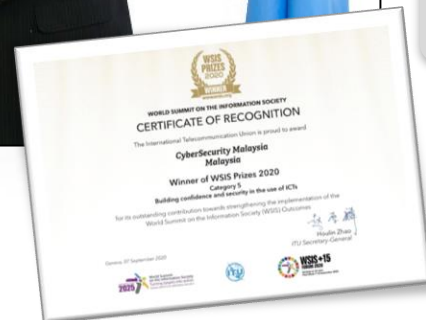 WSIS
PRIZES
2020
WINNER
WORLD SUMMIT ON THE INFORMATION SOCIETY
CERTIFICATE OF RECOGNITION
The International Telecommunication Union is proud to award
CyberSecurity Malaysia
Malaysia
Winner of WSIS Prizes 2020
Category 5
Building confidence and security in the use of ICTs
for its outstanding contribution towards strengthening the implementation of the
World Summit on the Information Society (WSIS) Outcomes
Houlin Zhao
ITU Secretary-General
Geneva, 07 September 2020
2025
WSIS+15
FORUM 2020